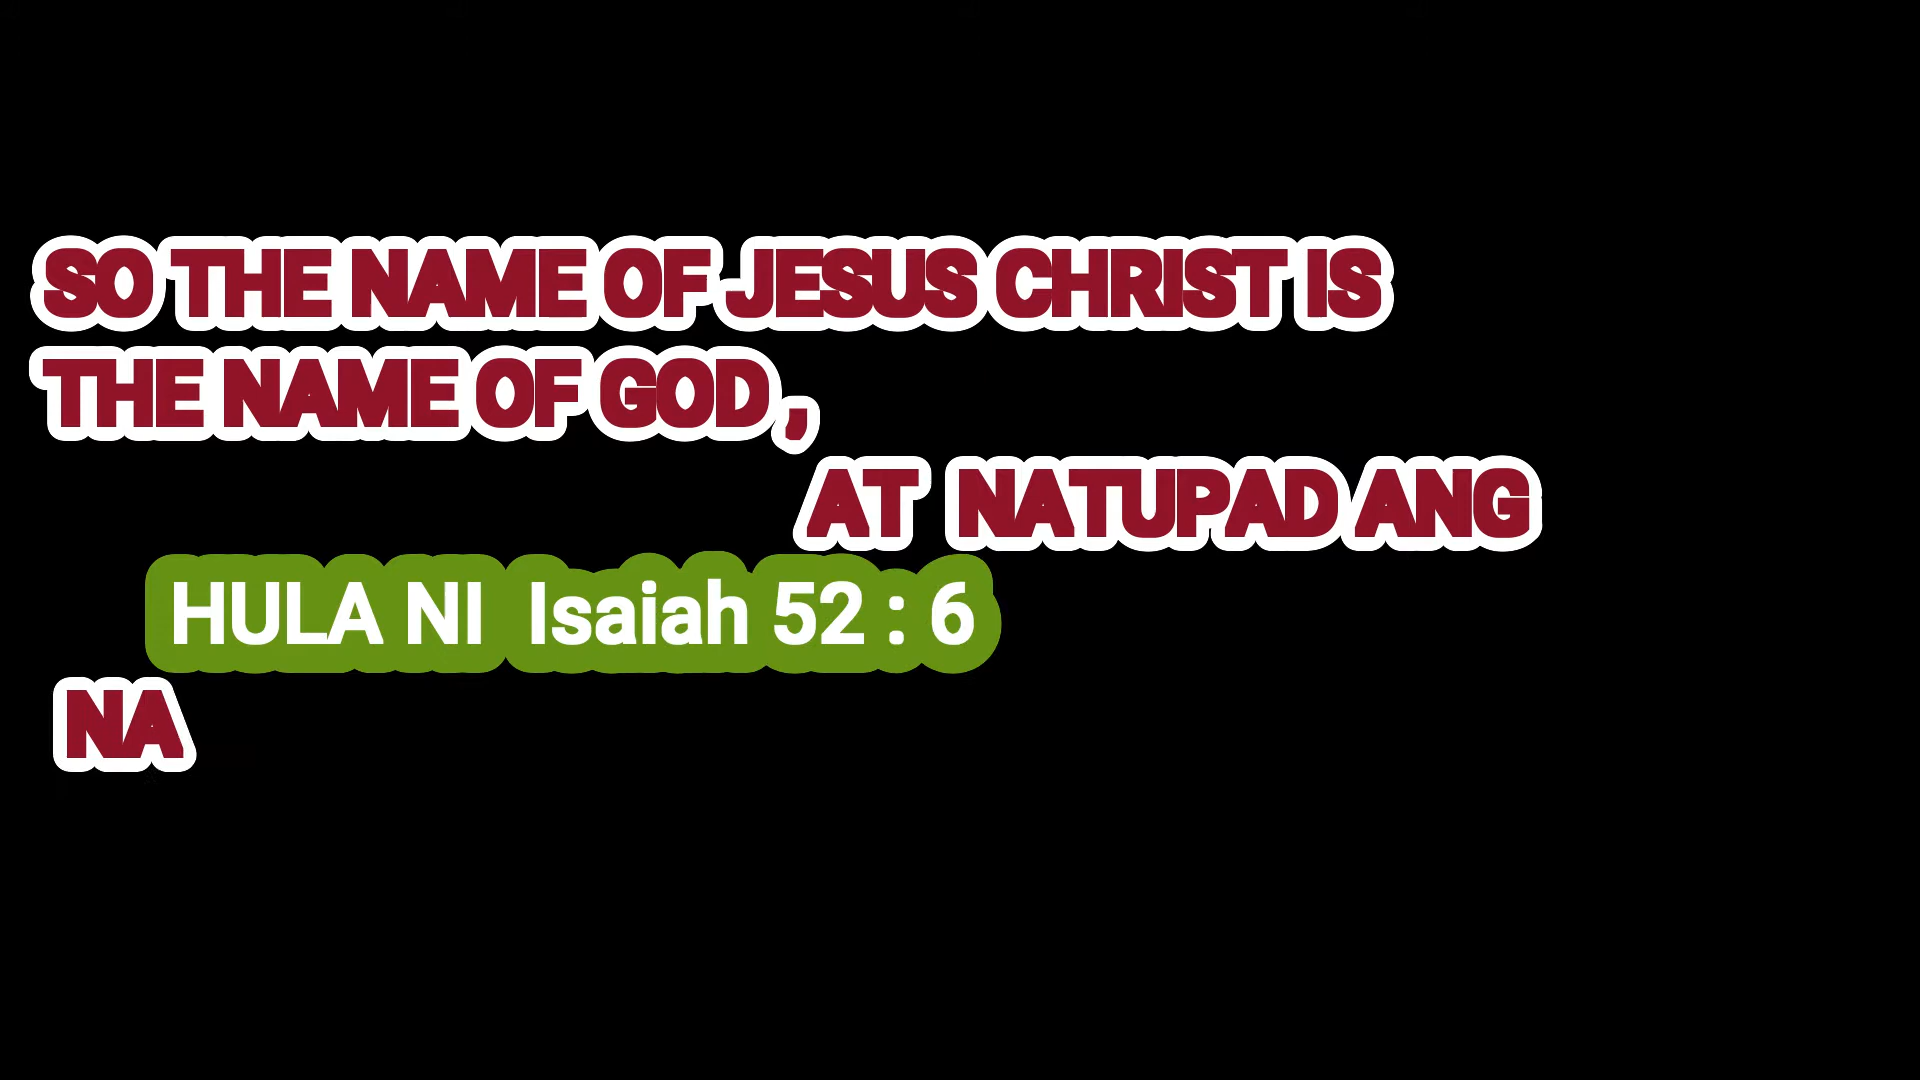 SO THE NAME OF JESUS CHRIST IS
THE NAME OF GOD ,
AT NATUPAD ANG
HULA NI Isaiah 52 : 6
NA